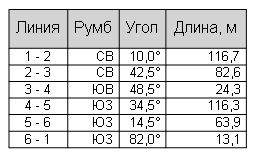 Линия Румб Угол Длина, м
1 - 2 СВ 10,0° 116,7
2 - 3 СВ 42,5° 82,6
3 - 4 ЮВ 48,5° 24,3
4 - 5 ЮЗ 34,5° 116,3
5 - 6 ЮЗ 14,5° 63,9
6 - 1 ЮЗ 82,0° 13,1